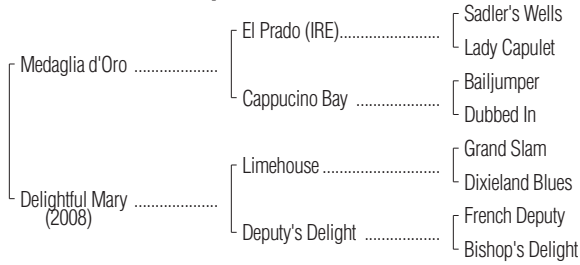 Sadler's Wells
El Prado (IRE)....................
Lady Capulet
Medaglia d'Oro .................
Bailjumper
Cappucino Bay .................
Dubbed In
Grand Slam
Limehouse ........................
Dixieland Blues
Delightful Mary .................
(2008)
French Deputy
Deputy's Delight ...............
Bishop's Delight